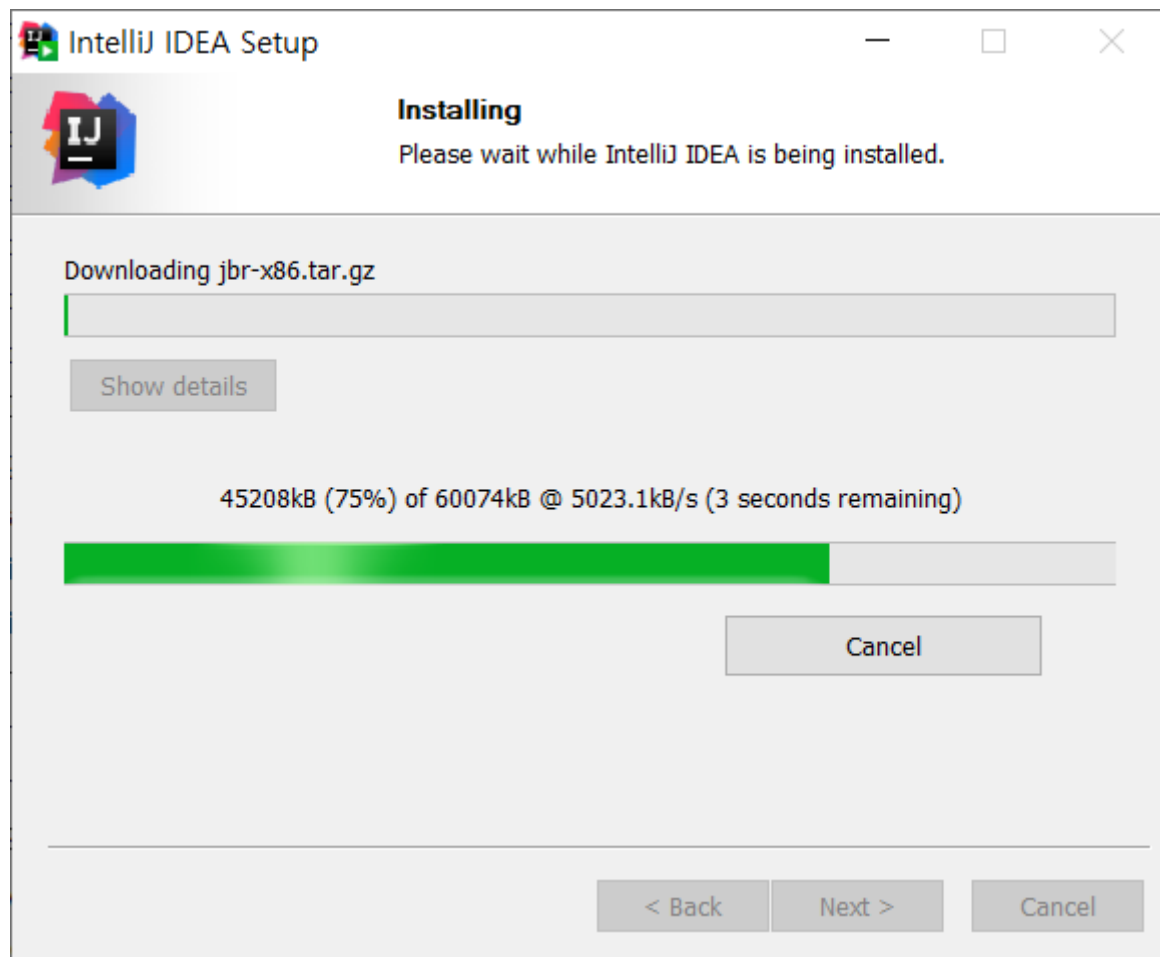 IntelliJ IDEA Setup
IJ
Installing
Please wait while IntelliJ IDEA is being installed.
Downloading jbr-x86.tar.gz
Show details
45208kB (75%) of 60074kB @ 5023.1kB/s (3 seconds remaining)
Cancel
< Back
Next >
Cancel